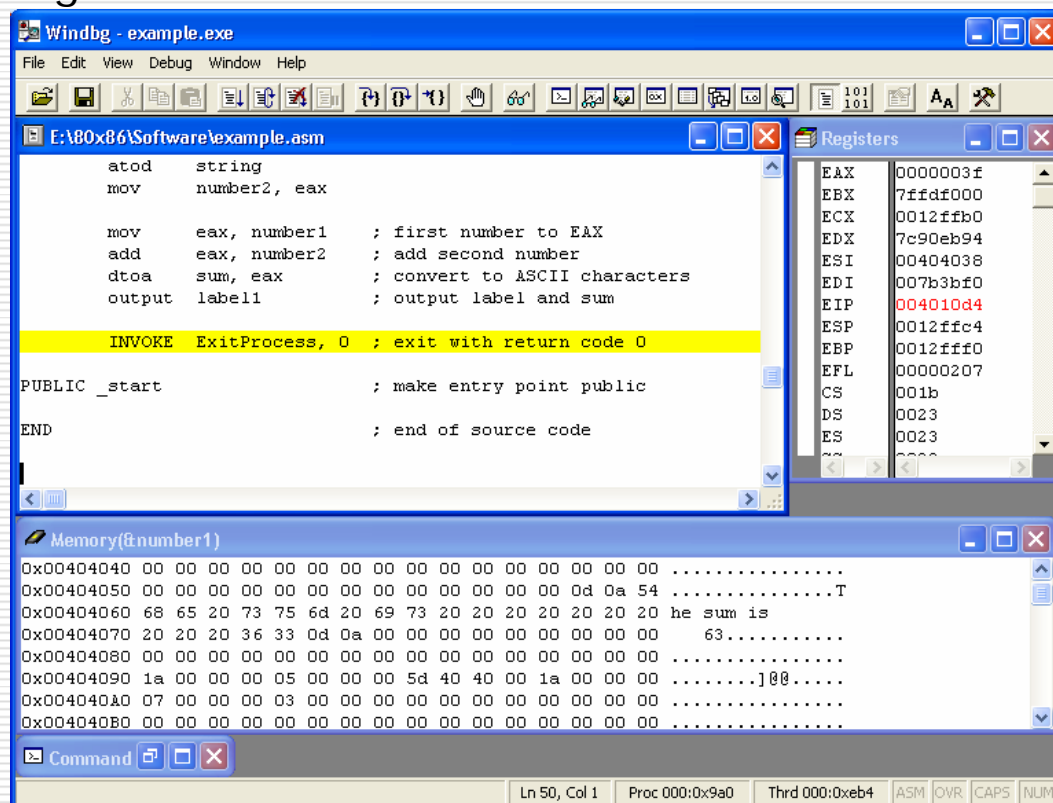 Windbg - example.exe
File Edit View Debug Window Help
E:\80x86\Software\example.asm
atod string
mov number2, eax
mov eax, number1 ; first number to EAX
add eax, number2 ; add second number
dtoa sum, eax ; convert to ASCII characters
output label1 ; output label and sum
INVOKE ExitProcess, 0 ; exit with return code 0
PUBLIC _start ; make entry point public
END ; end of source code
Registers
EAX 0000003f
EBX 7ffdf000
ECX 0012ffb0
EDX 7c90eb94
ESI 00404038
EDI 007b3bf0
EIP 004010d4
ESP 0012ffc4
EBP 0012fff0
EFL 00000207
CS 001b
DS 0023
ES 0023
Memory(&number1)
0x00404040 00 00 00 00 00 00 00 00 00 00 00 00 00 00 00 00 ................
0x00404050 00 00 00 00 00 00 00 00 00 00 00 00 00 0d 0a 54 ...............T
0x00404060 68 65 20 73 75 6d 20 69 73 20 20 20 20 20 20 20 he sum is
0x00404070 20 20 20 36 33 0d 0a 00 00 00 00 00 00 00 00 00 63...........
0x00404080 00 00 00 00 00 00 00 00 00 00 00 00 00 00 00 00 ................
0x00404090 1a 00 00 00 05 00 00 00 5d 40 40 00 1a 00 00 00 ........]@@.....
0x004040A0 07 00 00 00 03 00 00 00 00 00 00 00 00 00 00 00 ................
0x004040B0 00 00 00 00 00 00 00 00 00 00 00 00 00 00 00 00 ................
Command
Ln 50, Col 1 Proc 000:0x9a0 Thrd 000:0xeb4 ASM OVR CAPS NUM